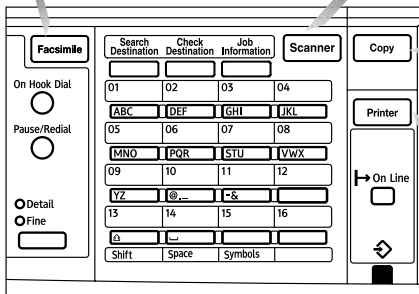 Facsimile
Search Destination
Check Destination
Job Information
Scanner
Copy
On Hook Dial
Pause/Redial
Detail
Fine
01 02 03 04
ABC DEF GHI JKL
05 06 07 08
MNO PQR STU VWX
09 10 11 12
YZ @._ -&
13 14 15 16
Shift Space Symbols
Printer
On Line